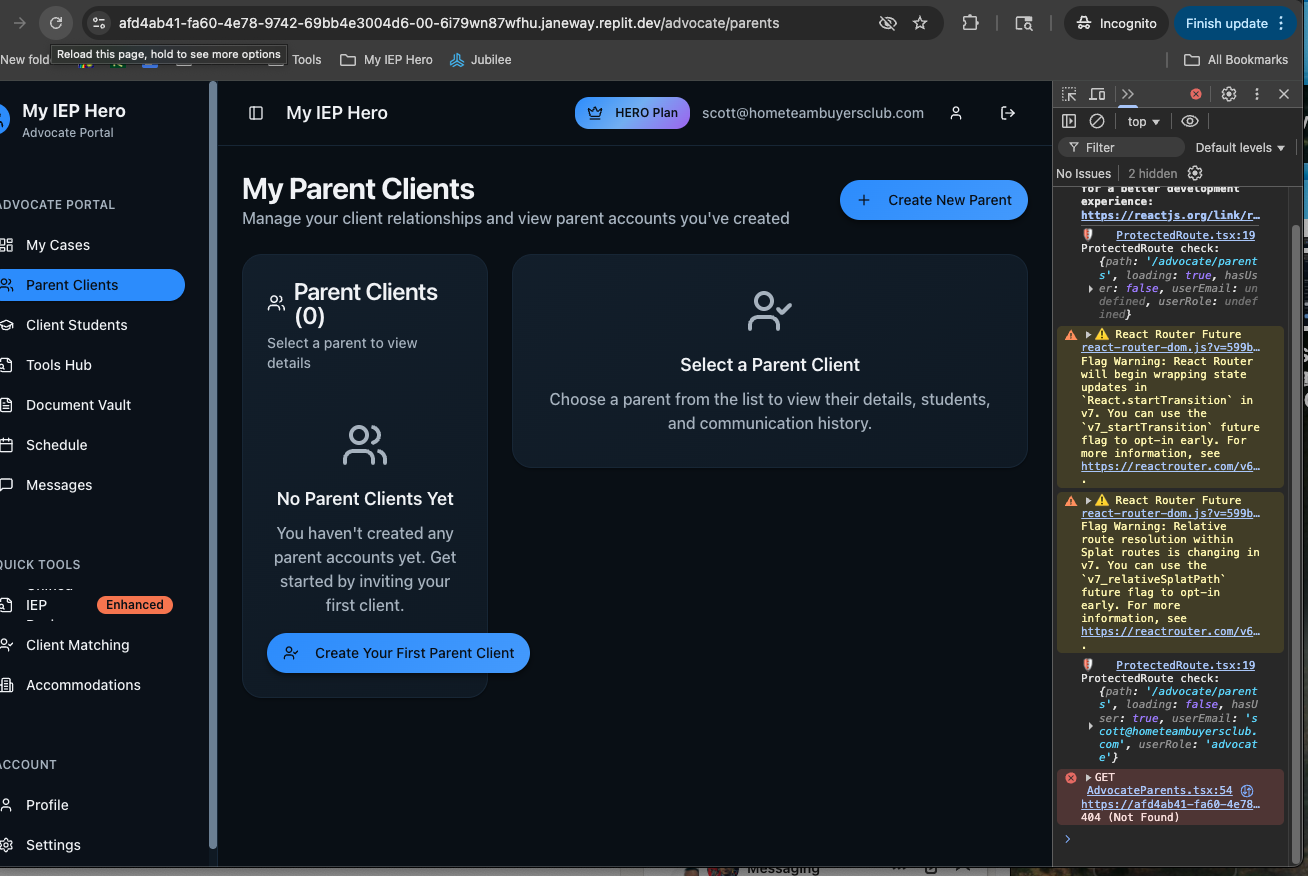 afd4ab41-fa60-4e78-9742-69bb4e3004d6-00-6i79wn87wfhu.janeway.replit.dev/advocate/parents
Incognito
Finish update
New fold
Reload this page, hold to see more options
Tools
My IEP Hero
Jubilee
All Bookmarks
My IEP Hero
Advocate Portal
ADVOCATE PORTAL
My Cases
Parent Clients
Client Students
Tools Hub
Document Vault
Schedule
Messages
QUICK TOOLS
IEP
Enhanced
Client Matching
Accommodations
ACCOUNT
Profile
Settings
My IEP Hero
HERO Plan
scott@hometeambuyersclub.com
My Parent Clients
Manage your client relationships and view parent accounts you've created
Create New Parent
Parent Clients
(0)
Select a parent to view
details
No Parent Clients Yet
You haven't created any
parent accounts yet. Get
started by inviting your
first client.
Create Your First Parent Client
Select a Parent Client
Choose a parent from the list to view their details, students,
and communication history.
top
Filter
Default levels
No Issues
2 hidden
for a better development
experience:
https://reactjs.org/link/r…
ProtectedRoute.tsx:19
ProtectedRoute check:
{path: '/advocate/parent
s', loading: true, hasUs
er: false, userEmail: un
defined, userRole: undef
ined}
⚠️ React Router Future
react-router-dom.js?v=599b…
Flag Warning: React Router
will begin wrapping state
updates in
`React.startTransition` in
v7. You can use the
`v7_startTransition` future
flag to opt-in early. For
more information, see
https://reactrouter.com/v6…
.
⚠️ React Router Future
react-router-dom.js?v=599b…
Flag Warning: Relative
route resolution within
Splat routes is changing in
v7. You can use the
`v7_relativeSplatPath`
future flag to opt-in
early. For more
information, see
https://reactrouter.com/v6…
.
ProtectedRoute.tsx:19
ProtectedRoute check:
{path: '/advocate/parent
s', loading: false, hasU
ser: true, userEmail: 's
cott@hometeambuyersclub.
com', userRole: 'advocat
e'}
GET
AdvocateParents.tsx:54
https://afd4ab41-fa60-4e78…
404 (Not Found)
Messaging